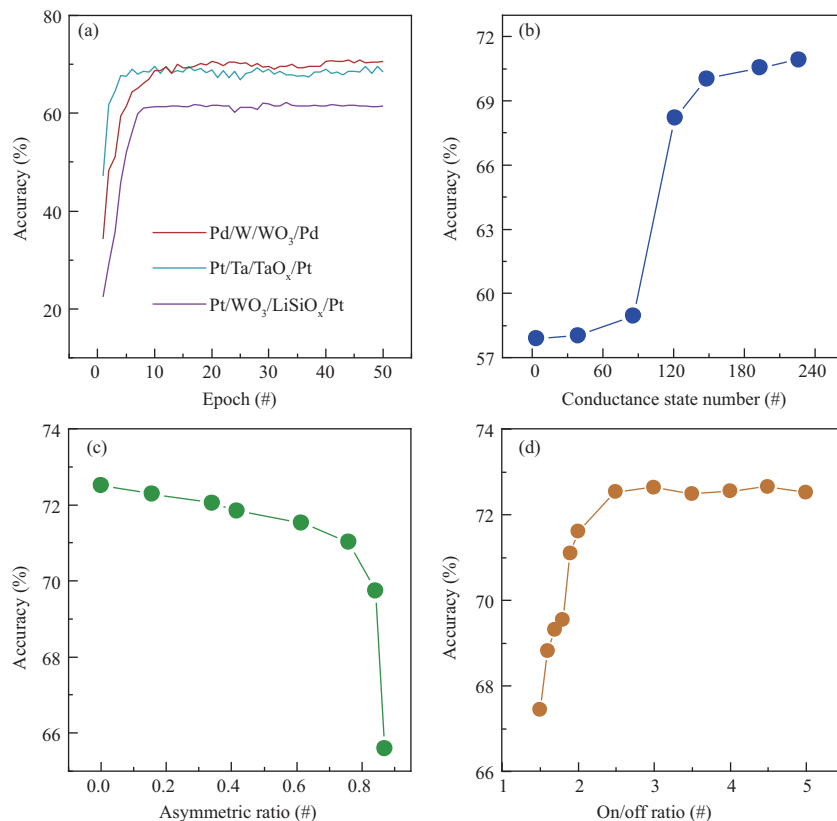 (a)
80
60
40
20
Accuracy (%)
Pd/W/WO₃/Pd
Pt/Ta/TaOₓ/Pt
Pt/WO₃/LiSiOₓ/Pt
0 10 20 30 40 50
Epoch (#)
(b)
72
69
66
63
60
57
Accuracy (%)
0 60 120 180 240
Conductance state number (#)
(c)
74
72
70
68
66
Accuracy (%)
0.0 0.2 0.4 0.6 0.8
Asymmetric ratio (#)
(d)
74
72
70
68
66
Accuracy (%)
1 2 3 4 5
On/off ratio (#)